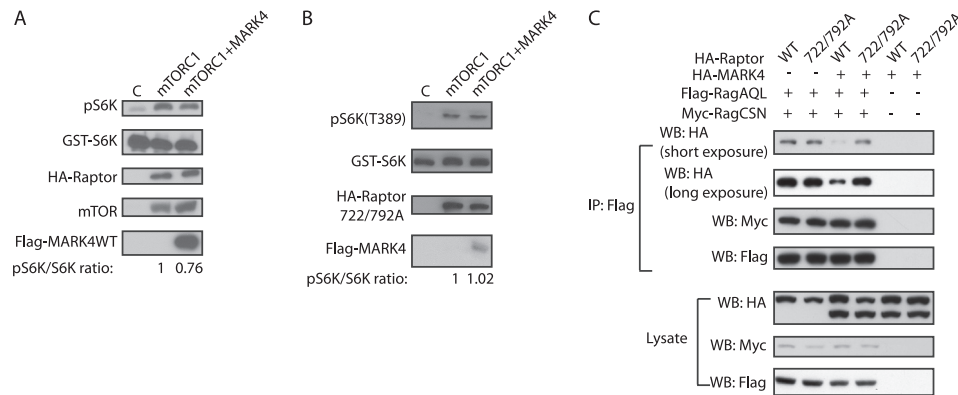 A
C
mTORC1
mTORC1+MARK4
pS6K
GST-S6K
HA-Raptor
mTOR
Flag-MARK4WT
pS6K/S6K ratio: 1 0.76
B
C
mTORC1
mTORC1+MARK4
pS6K(T389)
GST-S6K
HA-Raptor
722/792A
Flag-MARK4
pS6K/S6K ratio: 1 1.02
C
HA-Raptor WT 722/792A WT 722/792A WT 722/792A
HA-MARK4 - - + + + +
Flag-RagAQL + + + + - -
Myc-RagCSN + + + + - -
IP: Flag
WB: HA
(short exposure)
WB: HA
(long exposure)
WB: Myc
WB: Flag
Lysate
WB: HA
WB: Myc
WB: Flag